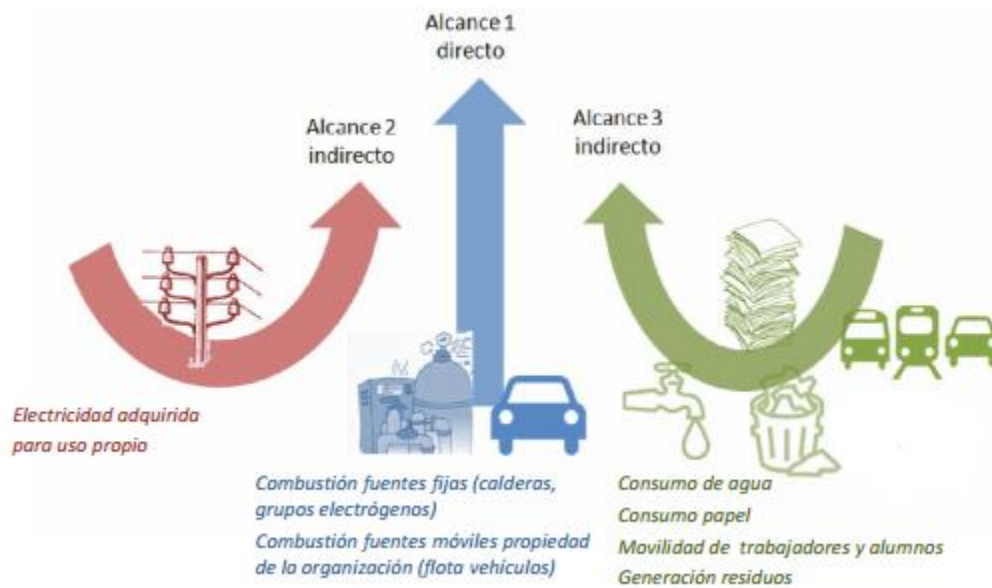 Alcance 1
directo
Alcance 2
indirecto
Alcance 3
indirecto
Electricidad adquirida
para uso propio
Combustión fuentes fijas (calderas,
grupos electrógenos)
Combustión fuentes móviles propiedad
de la organización (flota vehículos)
Consumo de agua
Consumo papel
Movilidad de trabajadores y alumnos
Generación residuos